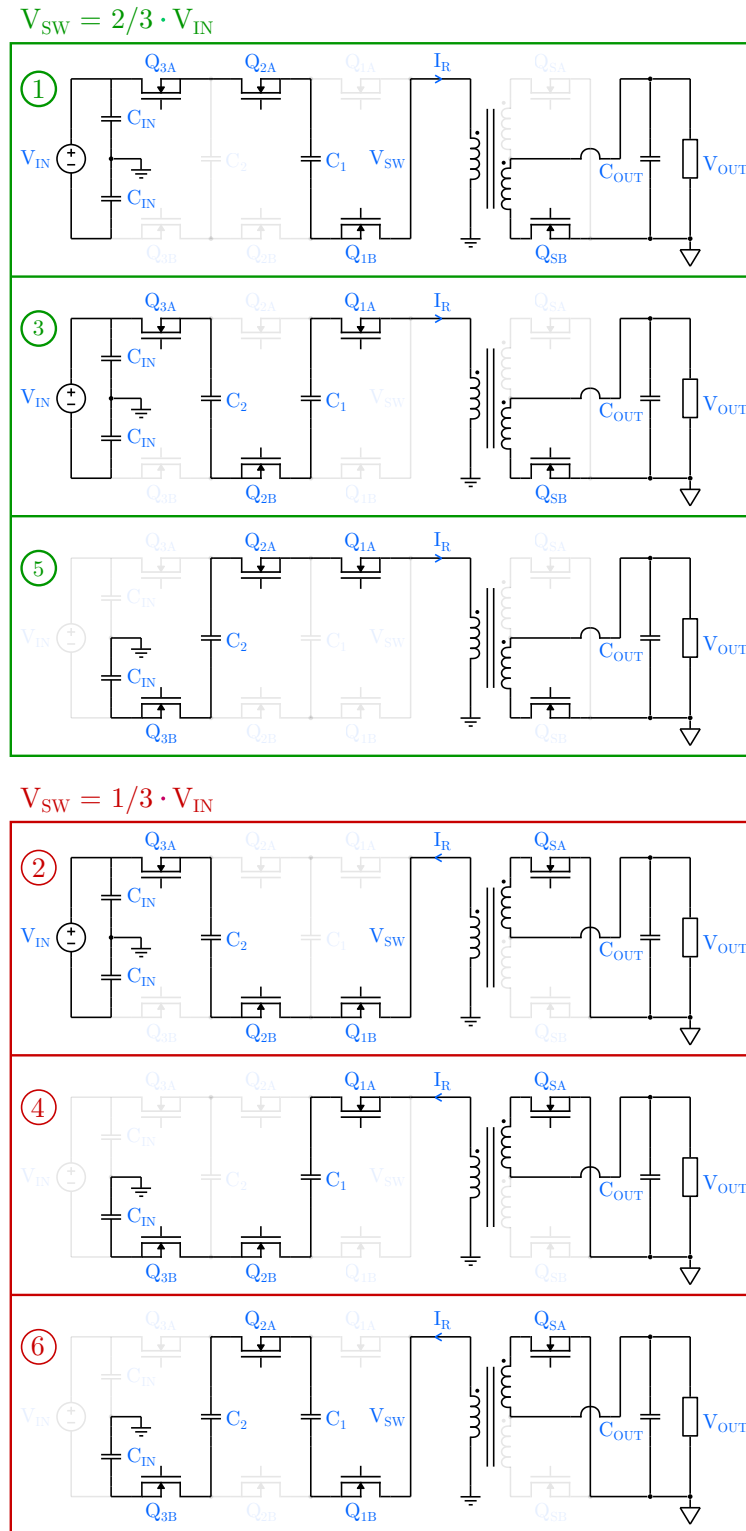 V_SW = 2/3 · V_IN
1
Q_3A Q_2A Q_1A I_R Q_SA
C_IN
V_IN C_2 C_1 V_SW C_OUT V_OUT
C_IN
Q_3B Q_2B Q_1B Q_SB
3
Q_3A Q_2A Q_1A I_R Q_SA
C_IN
V_IN C_2 C_1 V_SW C_OUT V_OUT
C_IN
Q_3B Q_2B Q_1B Q_SB
5
Q_3A Q_2A Q_1A I_R Q_SA
C_IN
V_IN C_2 C_1 V_SW C_OUT V_OUT
C_IN
Q_3B Q_2B Q_1B Q_SB
V_SW = 1/3 · V_IN
2
Q_3A Q_2A Q_1A I_R Q_SA
C_IN
V_IN C_2 C_1 V_SW C_OUT V_OUT
C_IN
Q_3B Q_2B Q_1B Q_SB
4
Q_3A Q_2A Q_1A I_R Q_SA
C_IN
V_IN C_2 C_1 V_SW C_OUT V_OUT
C_IN
Q_3B Q_2B Q_1B Q_SB
6
Q_3A Q_2A Q_1A I_R Q_SA
C_IN
V_IN C_2 C_1 V_SW C_OUT V_OUT
C_IN
Q_3B Q_2B Q_1B Q_SB